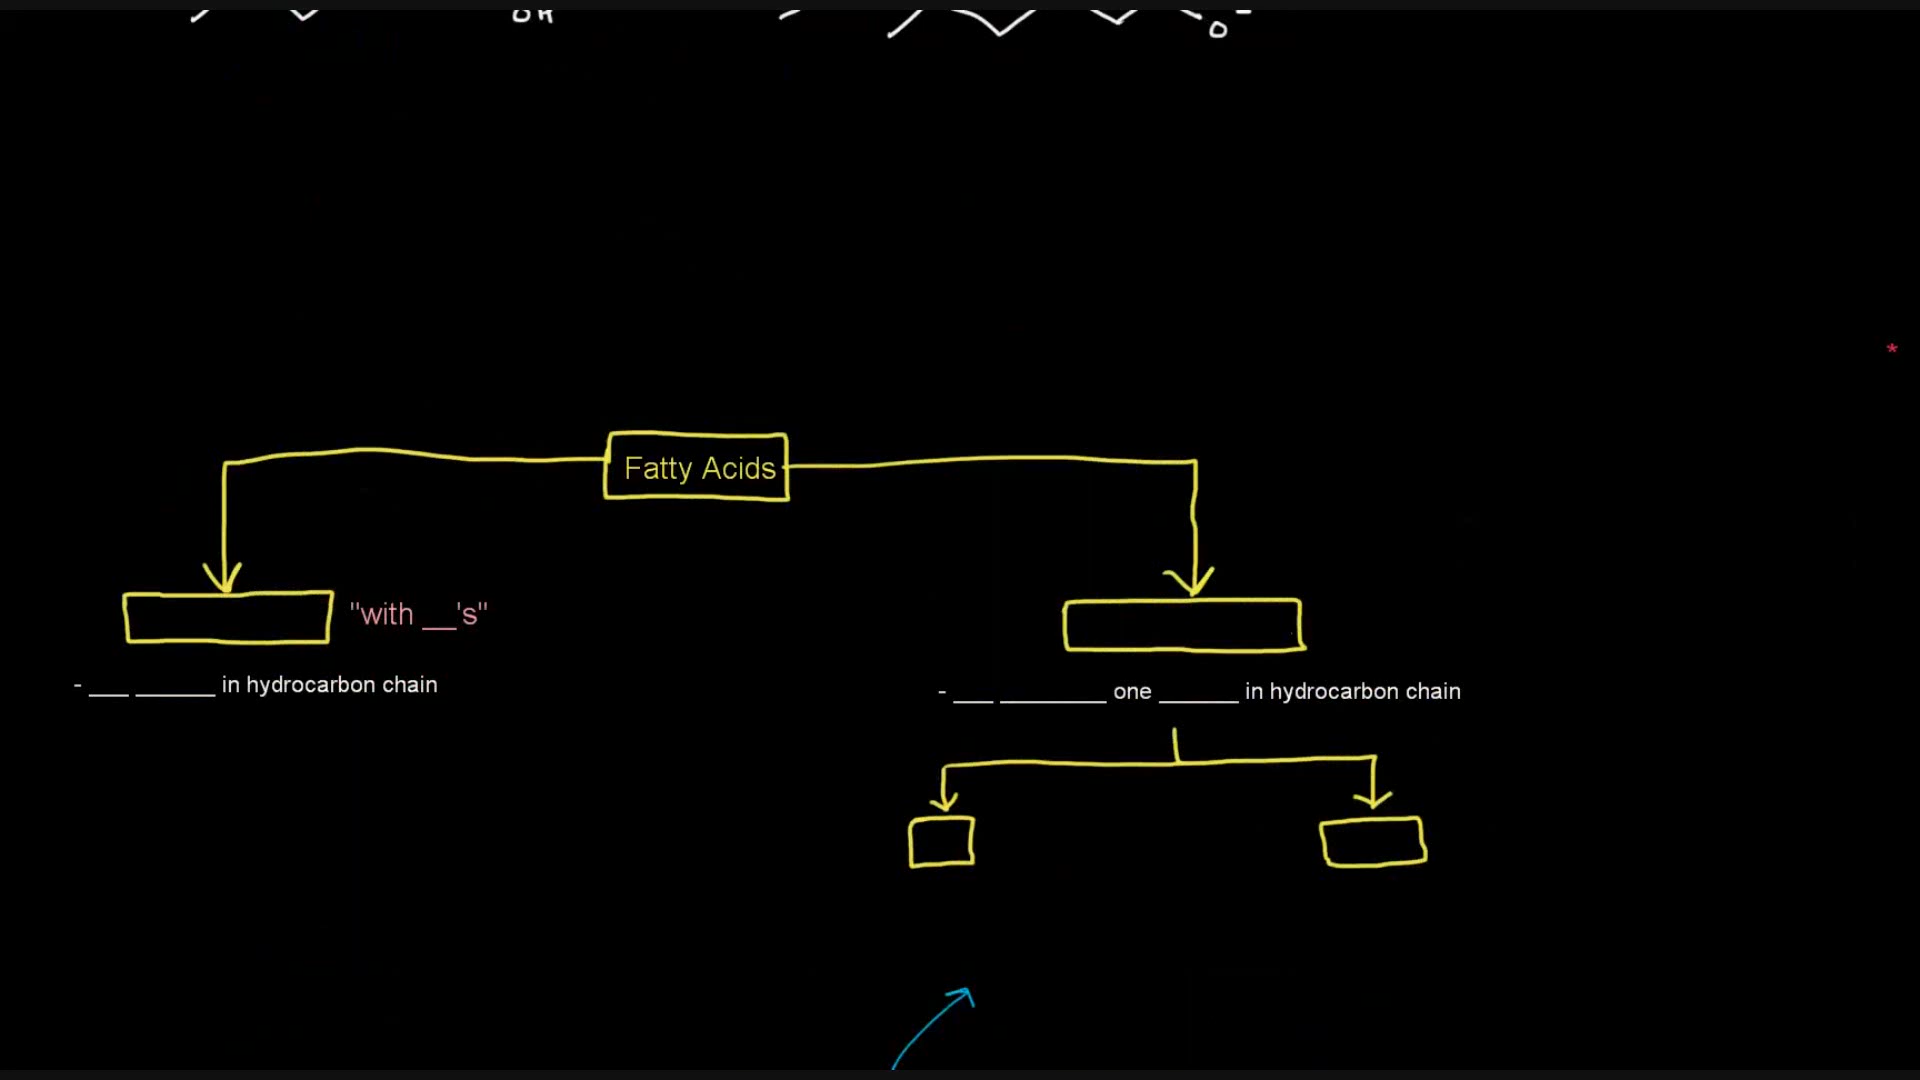 Fatty Acids
"with __'s"
- ___ ______ in hydrocarbon chain
- ___ ________ one ______ in hydrocarbon chain
*